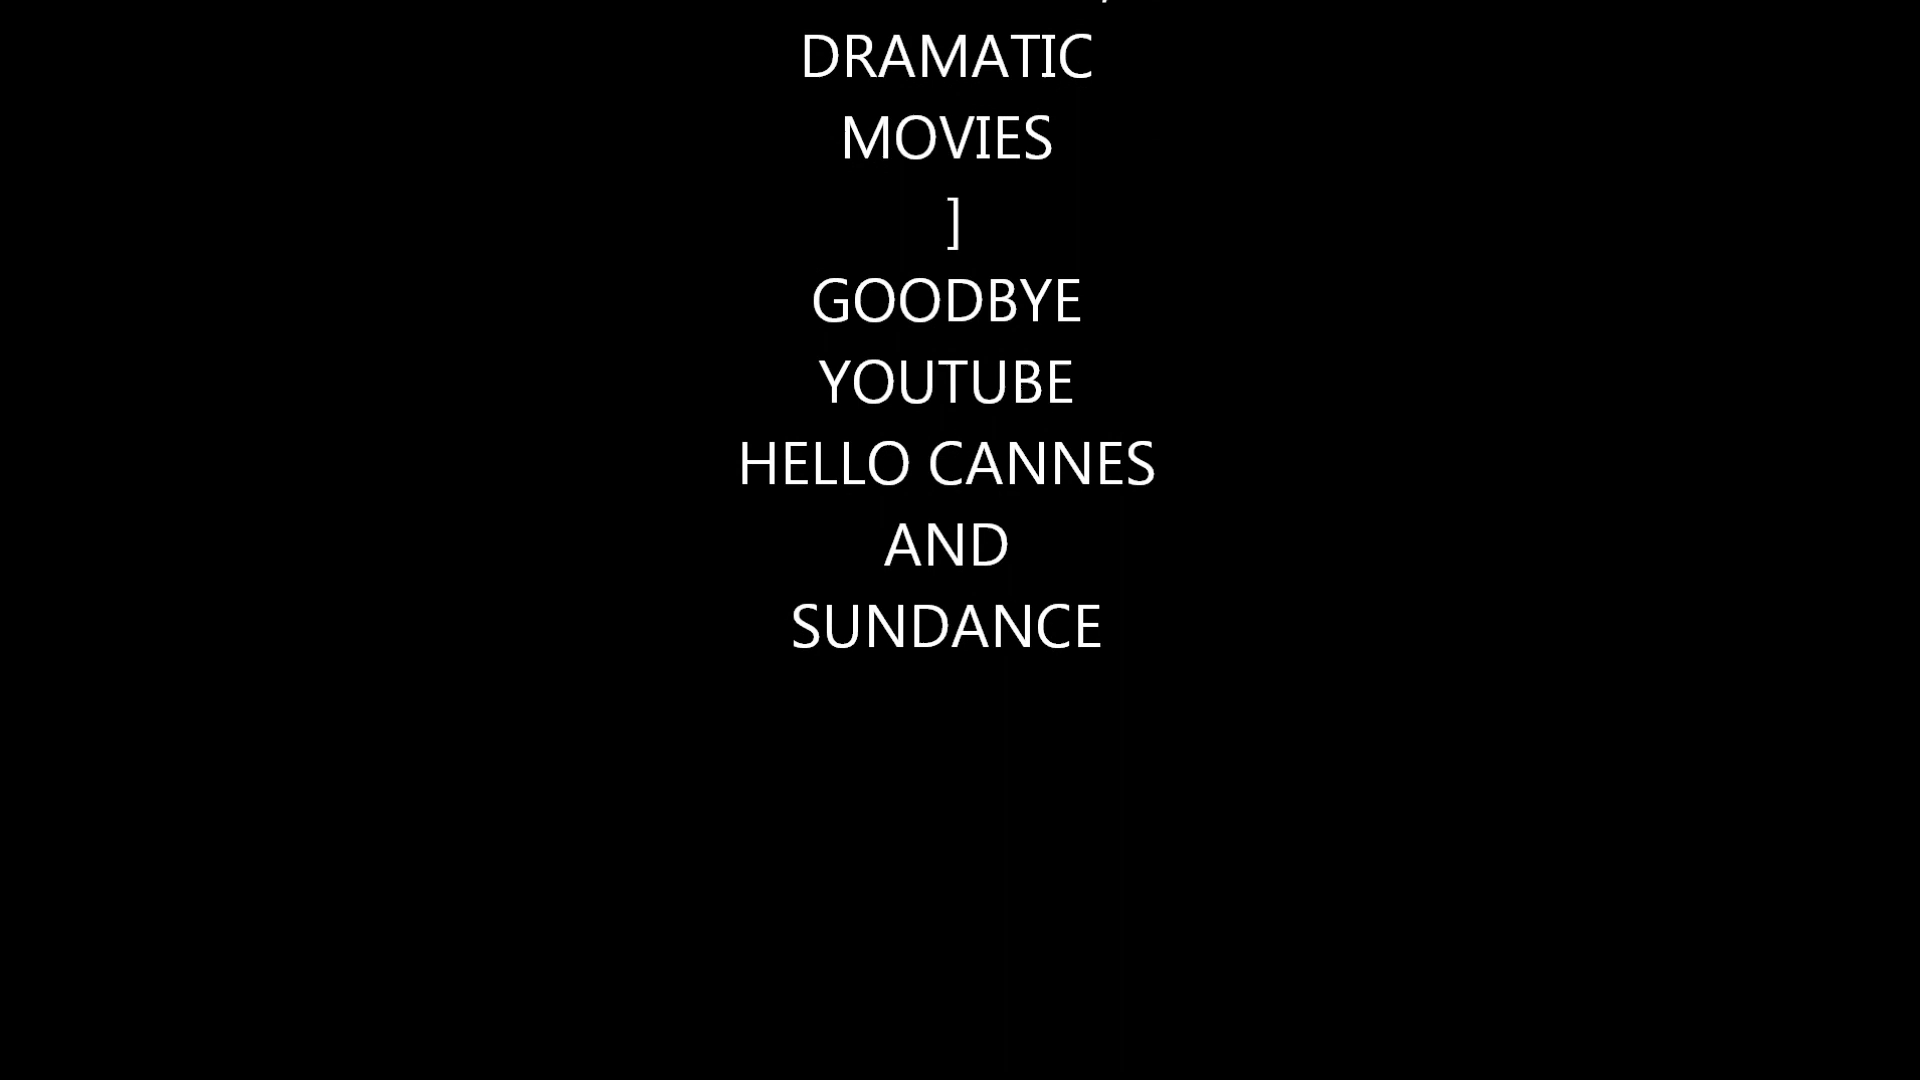 DRAMATIC
MOVIES
]
GOODBYE
YOUTUBE
HELLO CANNES
AND
SUNDANCE